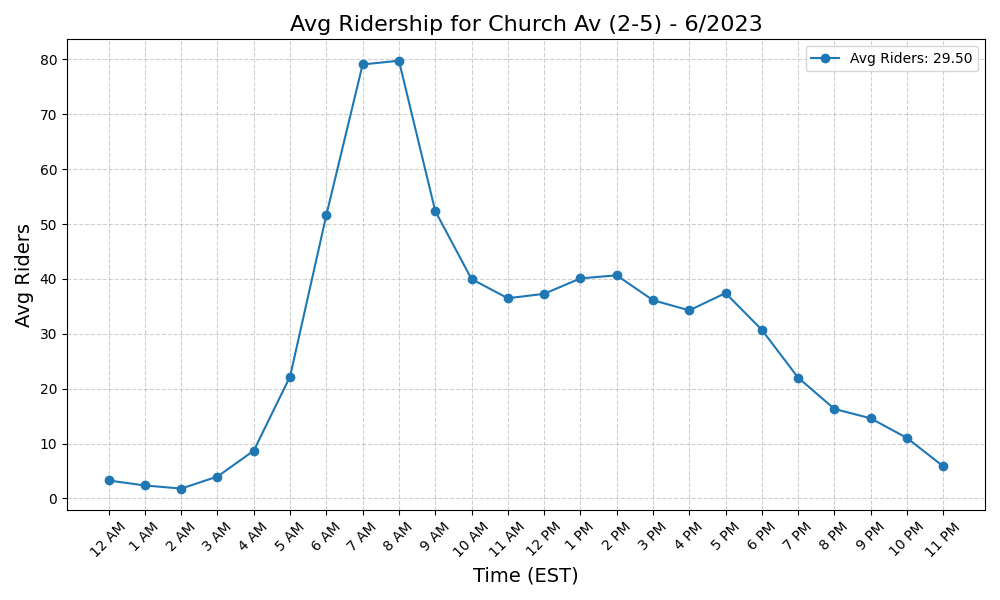 Avg Ridership for Church Av (2-5) - 6/2023
Avg Riders: 29.50
Avg Riders
80
70
60
50
40
30
20
10
0
12 AM
1 AM
2 AM
3 AM
4 AM
5 AM
6 AM
7 AM
8 AM
9 AM
10 AM
11 AM
12 PM
1 PM
2 PM
3 PM
4 PM
5 PM
6 PM
7 PM
8 PM
9 PM
10 PM
11 PM
Time (EST)